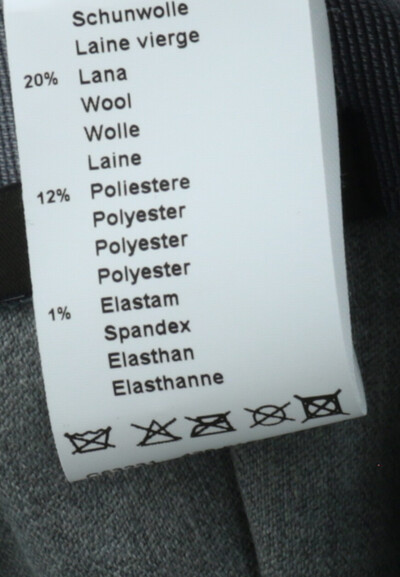 Schunwolle
Laine vierge
20% Lana
Wool
Wolle
Laine
12% Poliestere
Polyester
Polyester
Polyester
1% Elastam
Spandex
Elasthan
Elasthanne